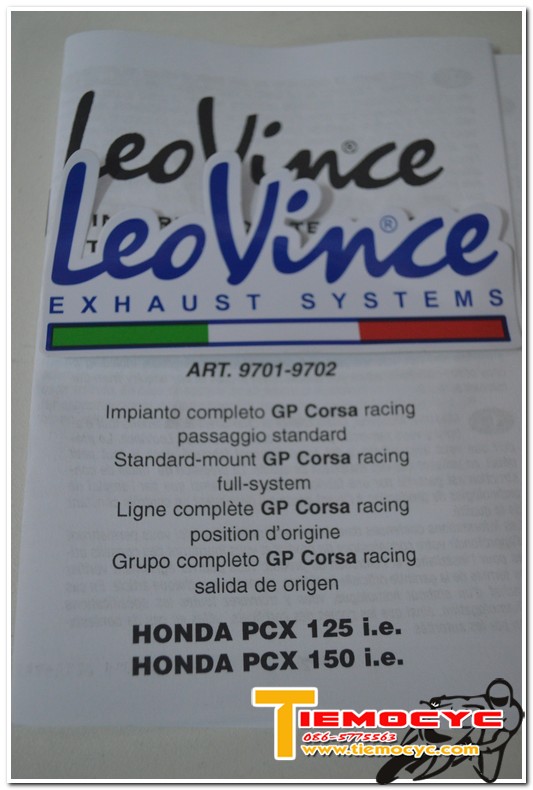 LeoVince®
LeoVince®
EXHAUST SYSTEMS
ART. 9701-9702
Impianto completo GP Corsa racing
passaggio standard
Standard-mount GP Corsa racing
full-system
Ligne complète GP Corsa racing
position d'origine
Grupo completo GP Corsa racing
salida de origen
HONDA PCX 125 i.e.
HONDA PCX 150 i.e.
TIEMOCYC
086-5775563
www.tiemocyc.com